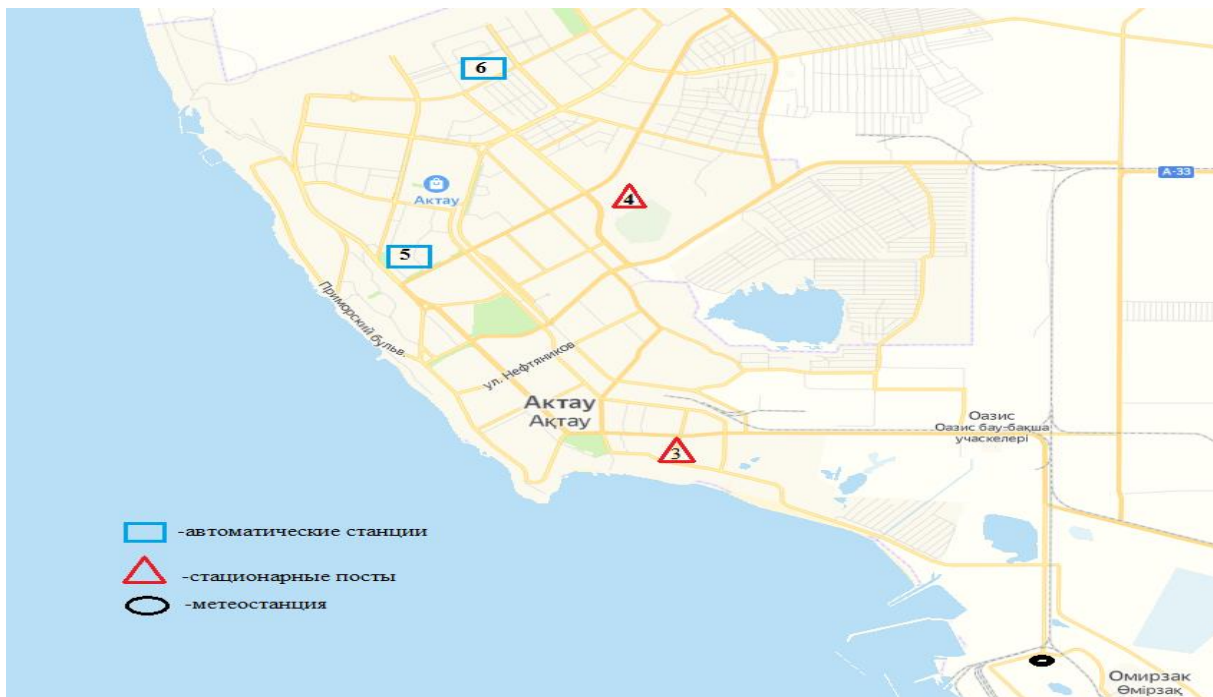 6
4
А-33
Актау
5
Приморский бульв.
ул. Нефтяников
Актау
Ақтау
Оазис
Оазис бау-бақша
учаскелері
3
-автоматические станции
-стационарные посты
-метеостанция
Омирзак
Өмірзақ